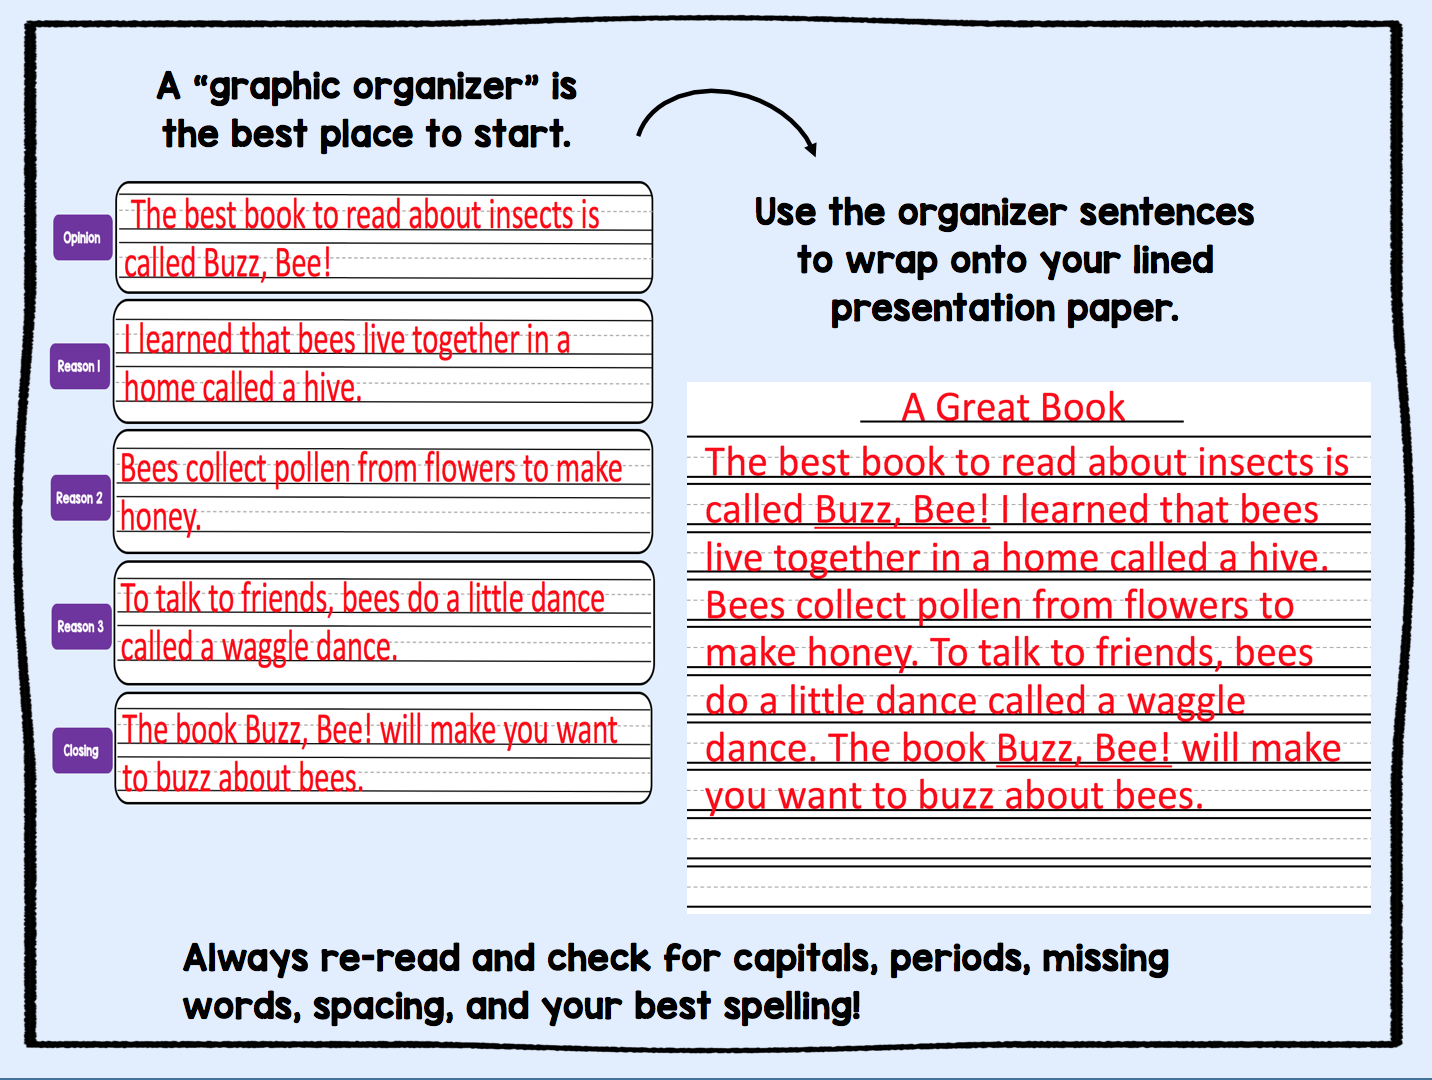 A “graphic organizer” is
the best place to start.
Opinion
The best book to read about insects is
called Buzz, Bee!
Reason 1
I learned that bees live together in a
home called a hive.
Reason 2
Bees collect pollen from flowers to make
honey.
Reason 3
To talk to friends, bees do a little dance
called a waggle dance.
Closing
The book Buzz, Bee! will make you want
to buzz about bees.
Use the organizer sentences
to wrap onto your lined
presentation paper.
A Great Book
The best book to read about insects is
called Buzz, Bee! I learned that bees
live together in a home called a hive.
Bees collect pollen from flowers to
make honey. To talk to friends, bees
do a little dance called a waggle
dance. The book Buzz, Bee! will make
you want to buzz about bees.
Always re-read and check for capitals, periods, missing
words, spacing, and your best spelling!